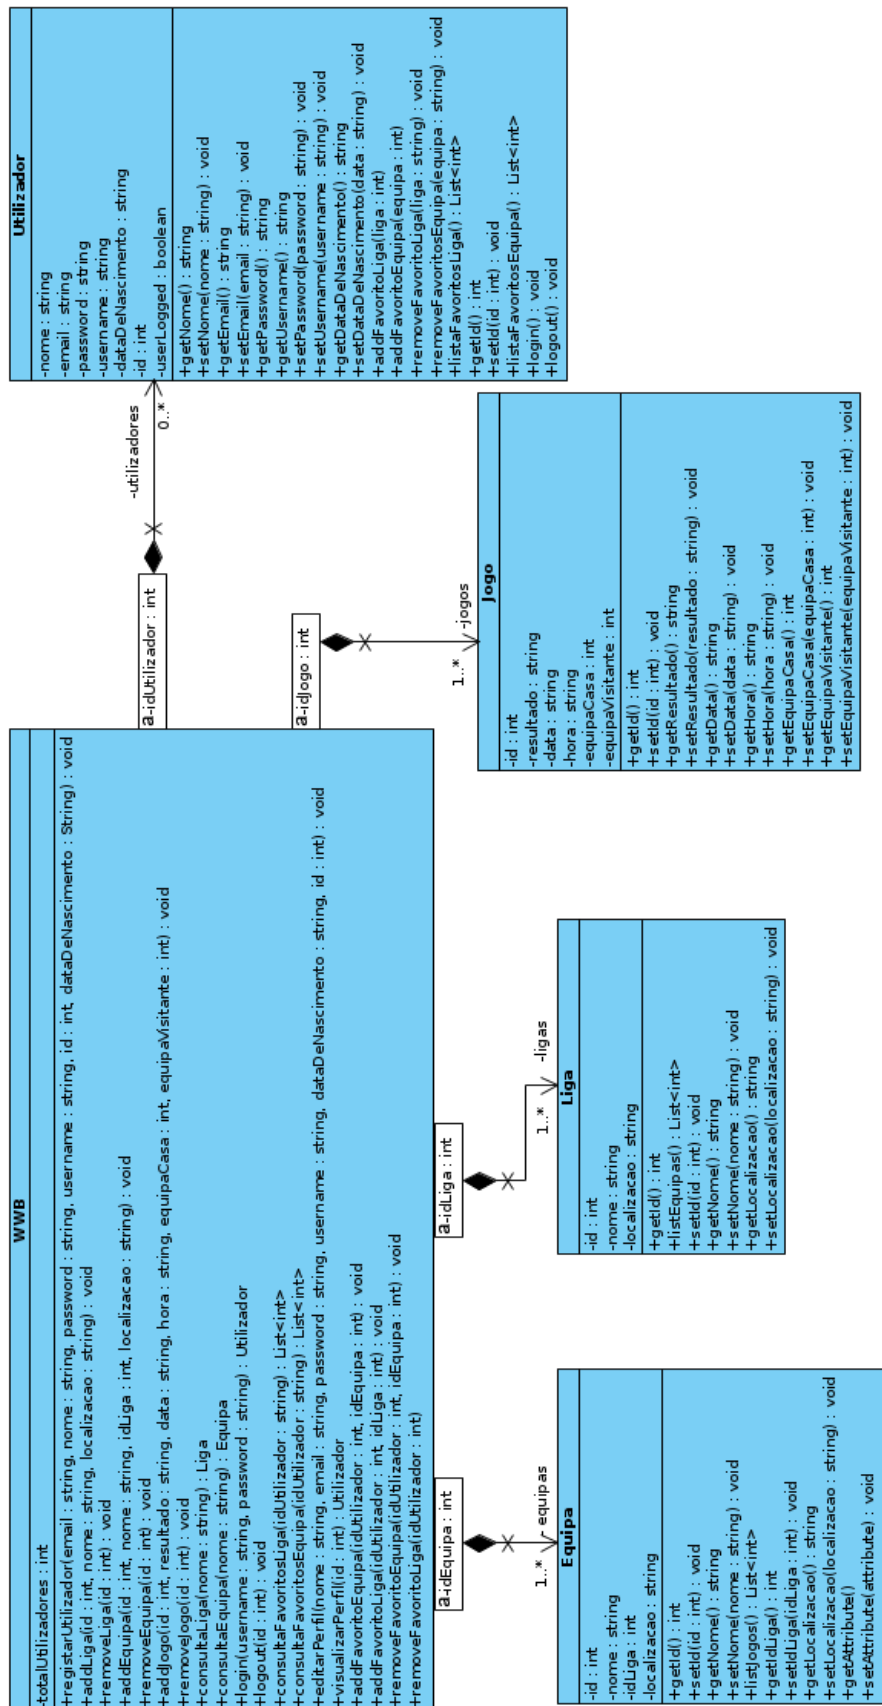 WWB
-totalUtilizadores : int
+registarUtilizador(email : string, nome : string, password : string, username : string, id : int, dataDeNascimento : String) : void
+addLiga(id : int, nome : string, localizacao : string) : void
+removeLiga(id : int) : void
+addEquipa(id : int, nome : string, idLiga : int, localizacao : string) : void
+removeEquipa(id : int) : void
+addJogo(id : int, resultado : string, data : string, hora : string, equipaCasa : int, equipaVisitante : int) : void
+removeJogo(id : int) : void
+consultaLiga(nome : string) : Liga
+consultaEquipa(nome : string) : Equipa
+login(username : string, password : string) : Utilizador
+logout(id : int) : void
+consultaFavoritosLiga(idUtilizador : string) : List<int>
+consultaFavoritosEquipa(idUtilizador : string) : List<int>
+editarPerfil(nome : string, email : string, password : string, username : string, dataDeNascimento : string, id : int) : void
+visualizarPerfil(id : int) : Utilizador
+addFavoritoEquipa(idUtilizador : int, idEquipa : int) : void
+addFavoritoLiga(idUtilizador : int, idLiga : int) : void
+removeFavoritoEquipa(idUtilizador : int, idEquipa : int) : void
+removeFavoritoLiga(idUtilizador : int)
a-idUtilizador : int
-utilizadores
0..*
Utilizador
-nome : string
-email : string
-password : string
-username : string
-dataDeNascimento : string
-id : int
-userLogged : boolean
+getNome() : string
+setNome(nome : string) : void
+getEmail() : string
+setEmail(email : string) : void
+getPassword() : string
+getUsername() : string
+setPassword(password : string) : void
+setUsername(username : string) : void
+getDataDeNascimento() : string
+setDataDeNascimento(data : string) : void
+addFavoritoLiga(liga : int)
+addFavoritoEquipa(equipa : int)
+removeFavoritoLiga(liga : string) : void
+removeFavoritosEquipa(equipa : string) : void
+listaFavoritosLiga() : List<int>
+getId() : int
+setId(id : int) : void
+listaFavoritosEquipa() : List<int>
+login() : void
+logout() : void
a-idJogo : int
-jogos
1..*
Jogo
-id : int
-resultado : string
-data : string
-hora : string
-equipaCasa : int
-equipaVisitante : int
+getId() : int
+setId(id : int) : void
+getResultado() : string
+setResultado(resultado : string) : void
+getData() : string
+setData(data : string) : void
+getHora() : string
+setHora(hora : string) : void
+getEquipaCasa() : int
+setEquipaCasa(equipaCasa : int) : void
+getEquipaVisitante() : int
+setEquipaVisitante(equipaVisitante : int) : void
a-idEquipa : int
- equipas
1..*
Equipa
-id : int
-nome : string
-idLiga : int
-localizacao : string
+getId() : int
+setId(id : int) : void
+getNome() : string
+setNome(nome : string) : void
+listJogos() : List<int>
+getIdLiga() : int
+setIdLiga(idLiga : int) : void
+getLocalizacao() : string
+setLocalizacao(localizacao : string) : void
+getAttribute()
+setAttribute(attribute) : void
a-idLiga : int
-ligas
1..*
Liga
-id : int
-nome : string
-localizacao : string
+getId() : int
+listEquipas() : List<int>
+setId(id : int) : void
+getNome() : string
+setNome(nome : string) : void
+getLocalizacao() : string
+setLocalizacao(localizacao : string) : void